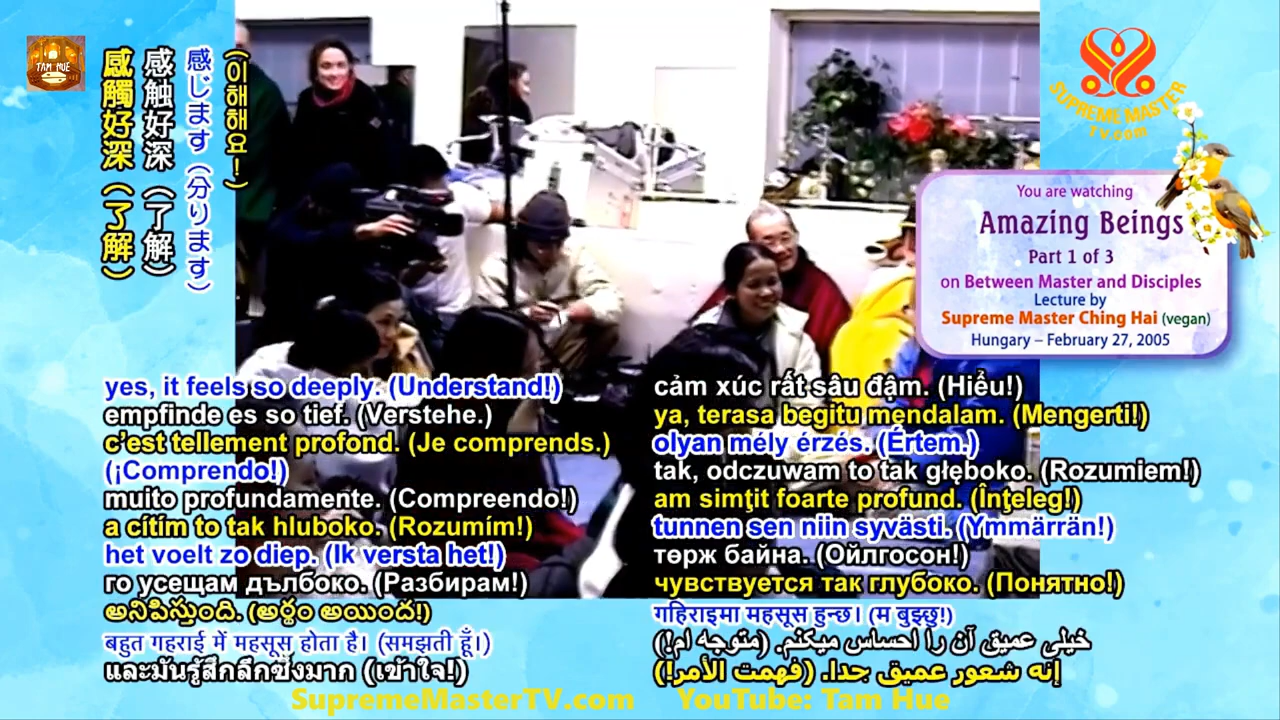 TAM HUE
感觸好深（了解）
感触好深（了解）
感じます（分ります）
(이해해요!)
SUPREME MASTER
TV.com
You are watching
Amazing Beings
Part 1 of 3
on Between Master and Disciples
Lecture by
Supreme Master Ching Hai (vegan)
Hungary – February 27, 2005
yes, it feels so deeply. (Understand!)
empfinde es so tief. (Verstehe.)
c’est tellement profond. (Je comprends.)
(¡Comprendo!)
muito profundamente. (Compreendo!)
a cítím to tak hluboko. (Rozumím!)
het voelt zo diep. (Ik versta het!)
го усещам дълбоко. (Разбирам!)
అనిపిస్తుంది. (అర్థం అయింది!)
बहुत गहराई में महसूस होता है। (समझती हूँ।)
และมันรู้สึกลึกซึ้งมาก (เข้าใจ!)
cảm xúc rất sâu đậm. (Hiểu!)
ya, terasa begitu mendalam. (Mengerti!)
olyan mély érzés. (Értem.)
tak, odczuwam to tak głęboko. (Rozumiem!)
am simţit foarte profund. (Înţeleg!)
tunnen sen niin syvästi. (Ymmärrän!)
төрж байна. (Ойлгосон!)
чувствуется так глубоко. (Понятно!)
गहिराइमा महसूस हुन्छ। (म बुझ्छु!)
خیلی عمیق آن را احساس میکنم. (متوجه ام!)
إنه شعور عميق جدا. (فهمت الأمر!)
SupremeMasterTV.com YouTube: Tam Hue